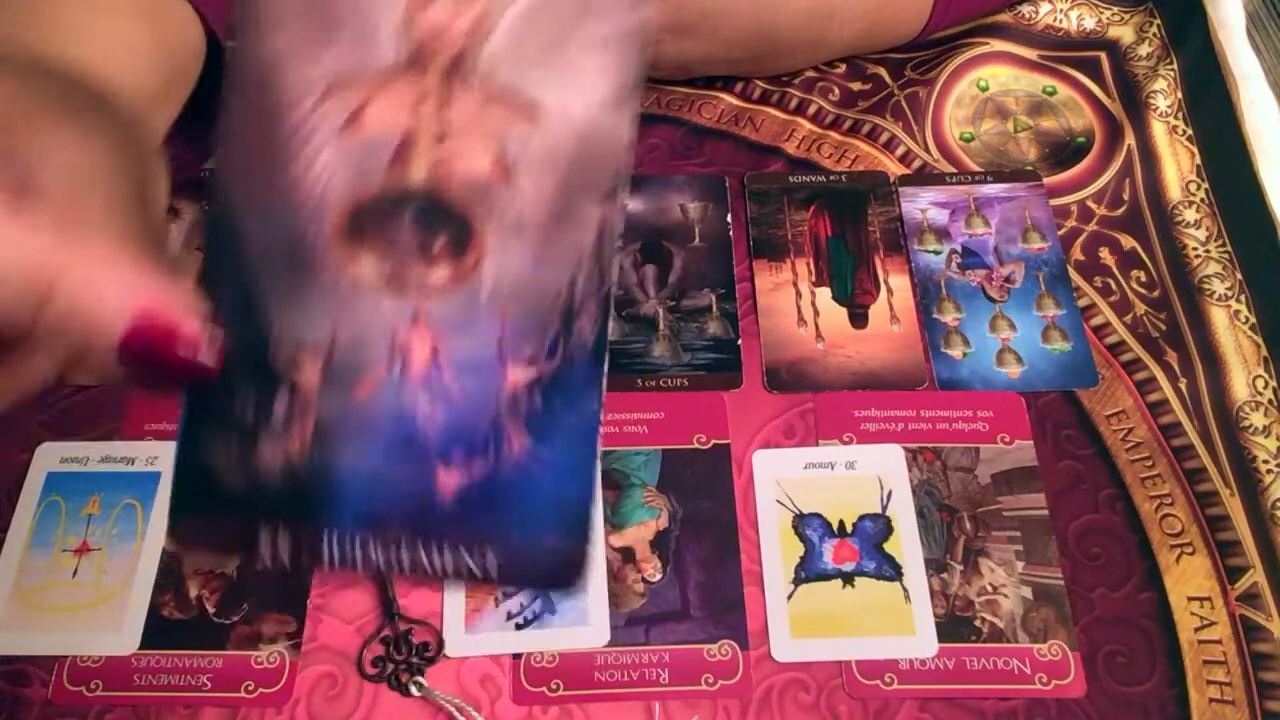 MAGICIAN HIGH
3 OF WANDS
9 OF CUPS
5 OF CUPS
EMPEROR
FAITH
Vous
connaissez
Quelqu'un vient d'éveiller
vos sentiments romantiques.
25 - Mariage - Union
30 - Amour
SENTIMENTS
ROMANTIQUES
RELATION
KARMIQUE
NOUVEL AMOUR